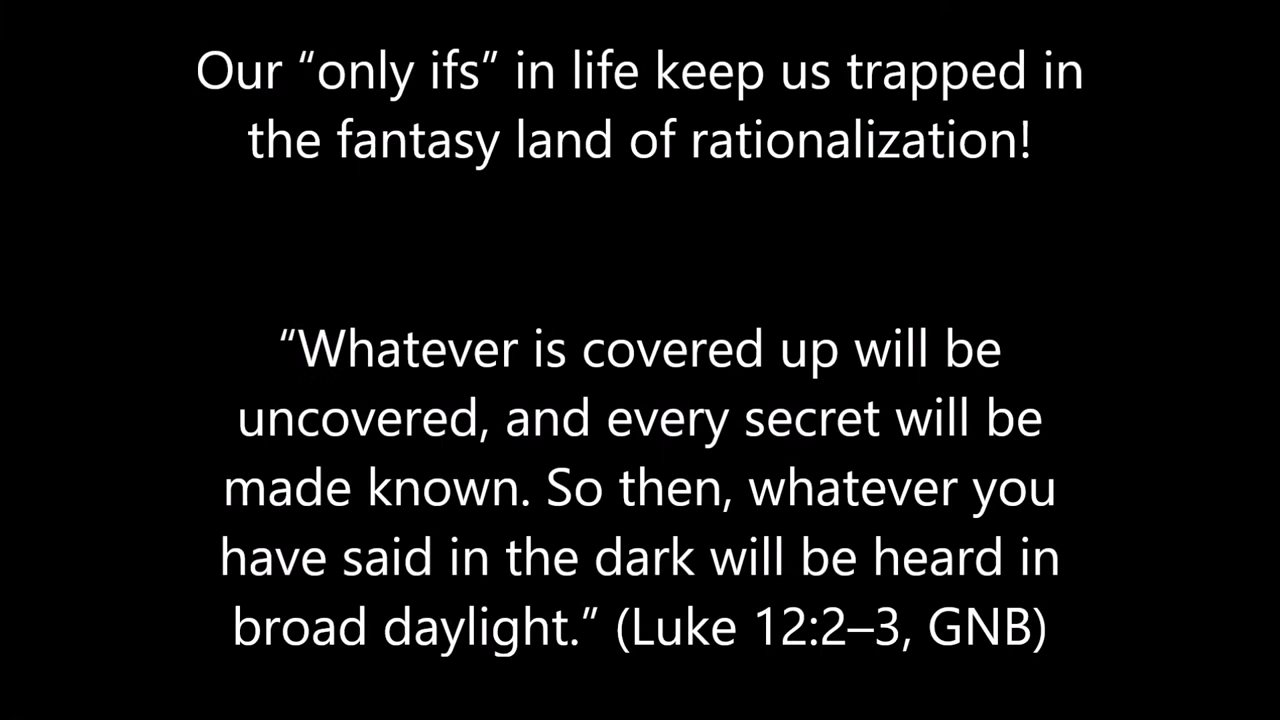 Our “only ifs” in life keep us trapped in
the fantasy land of rationalization!
“Whatever is covered up will be
uncovered, and every secret will be
made known. So then, whatever you
have said in the dark will be heard in
broad daylight.” (Luke 12:2–3, GNB)